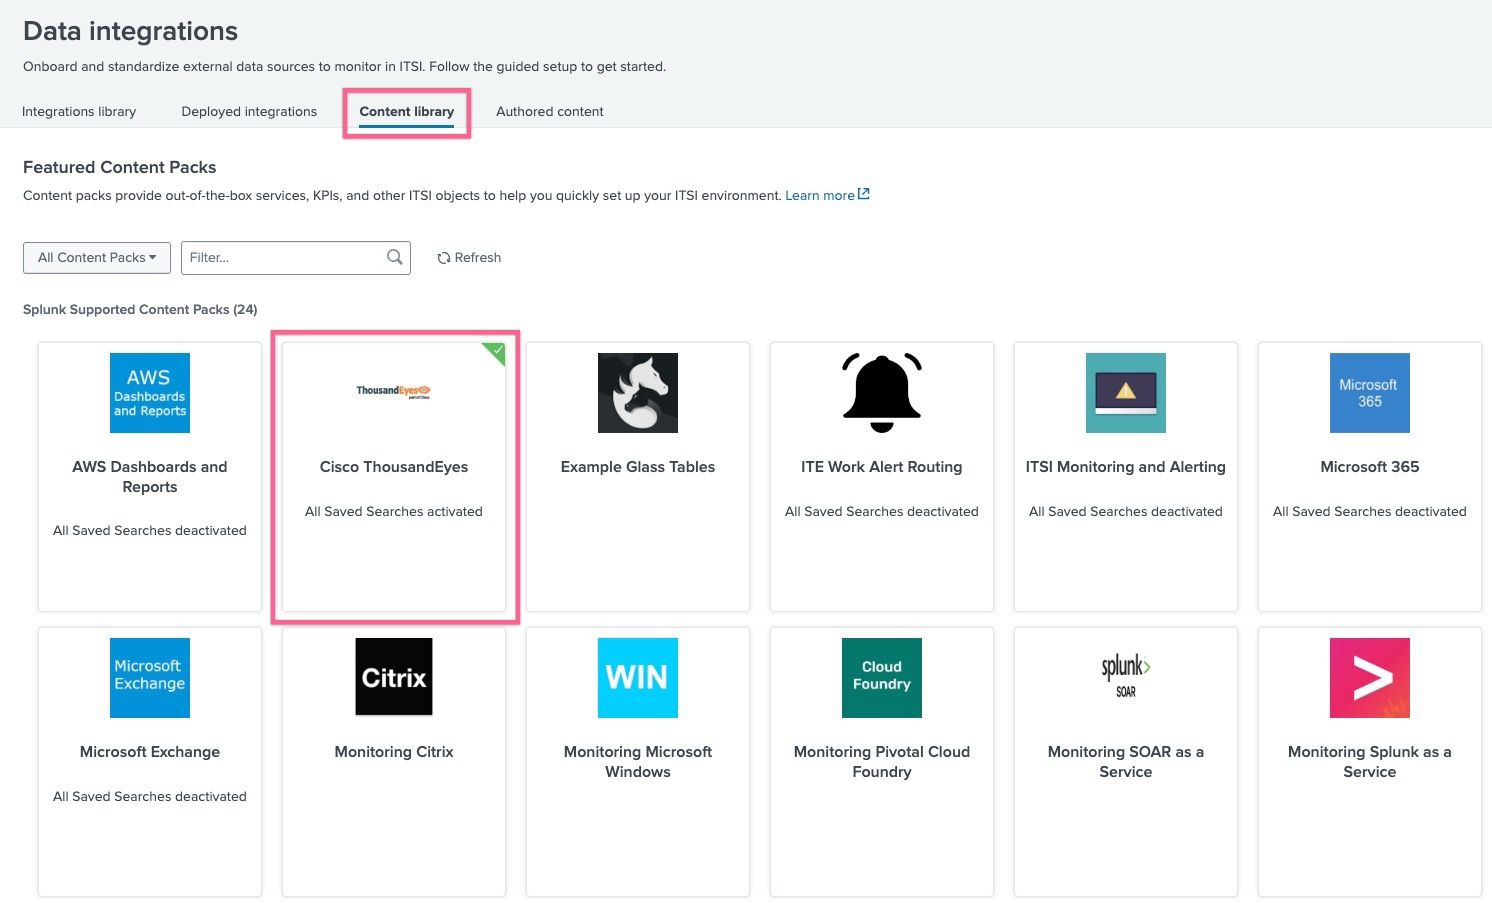 Data integrations
Onboard and standardize external data sources to monitor in ITSI. Follow the guided setup to get started.
Integrations library
Deployed integrations
Content library
Authored content
Featured Content Packs
Content packs provide out-of-the-box services, KPIs, and other ITSI objects to help you quickly set up your ITSI environment. Learn more
All Content Packs
Filter...
Refresh
Splunk Supported Content Packs (24)
AWS
Dashboards
and Reports
AWS Dashboards and
Reports
All Saved Searches deactivated
ThousandEyes
part of Cisco
Cisco ThousandEyes
All Saved Searches activated
Example Glass Tables
ITE Work Alert Routing
All Saved Searches deactivated
ITSI Monitoring and Alerting
All Saved Searches deactivated
Microsoft
365
Microsoft 365
All Saved Searches deactivated
Microsoft
Exchange
Microsoft Exchange
All Saved Searches deactivated
Citrix
Monitoring Citrix
WIN
Monitoring Microsoft
Windows
Cloud
Foundry
Monitoring Pivotal Cloud
Foundry
splunk>
SOAR
Monitoring SOAR as a
Service
>
Monitoring Splunk as a
Service